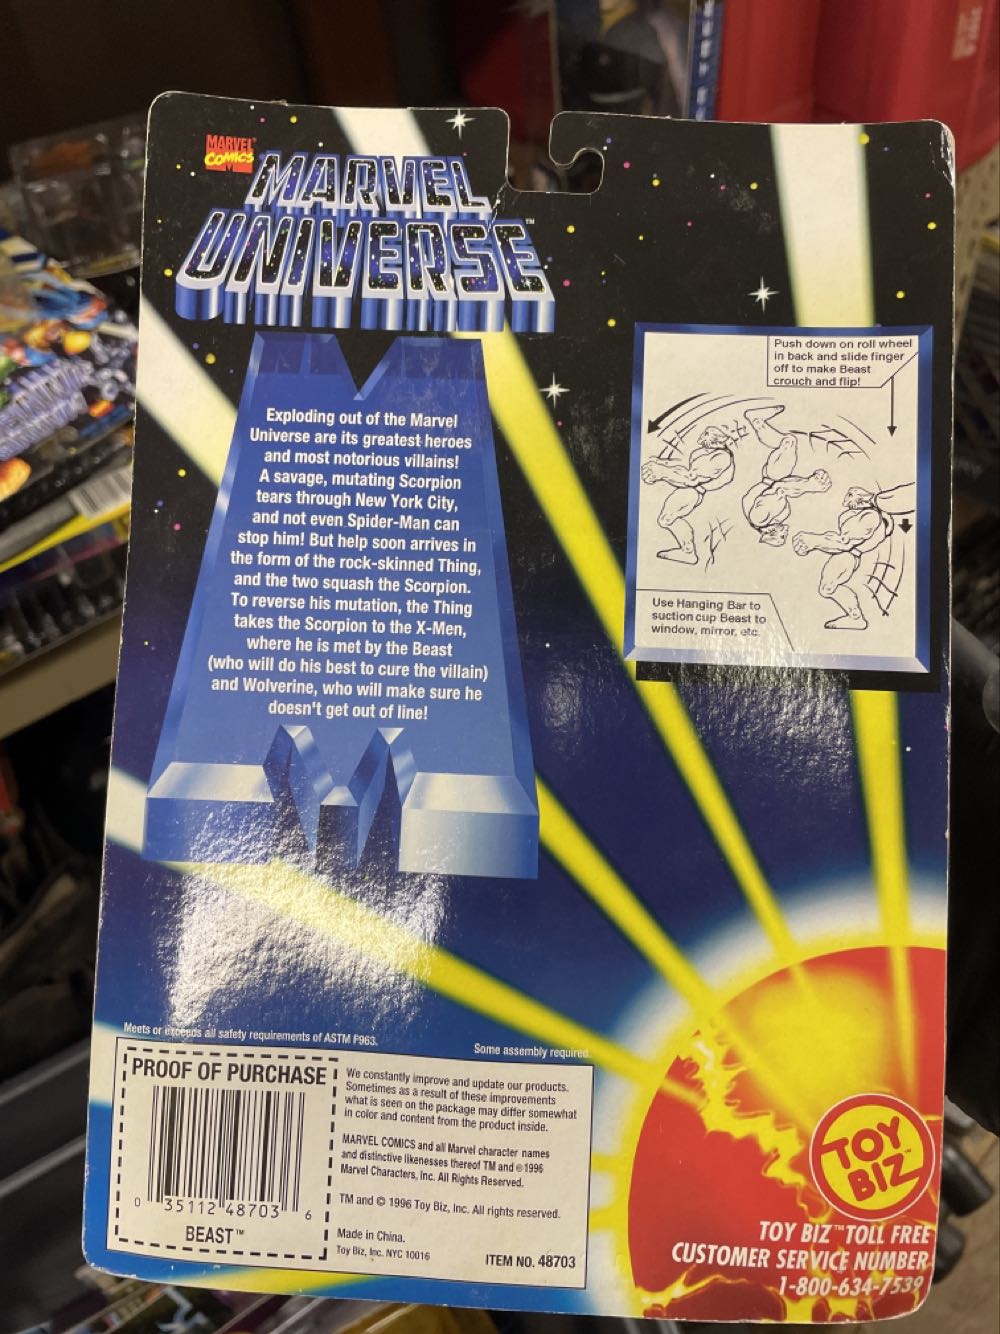 MARVEL
COMICS
MARVEL
UNIVERSE™
Exploding out of the Marvel
Universe are its greatest heroes
and most notorious villains!
A savage, mutating Scorpion
tears through New York City,
and not even Spider-Man can
stop him! But help soon arrives in
the form of the rock-skinned Thing,
and the two squash the Scorpion.
To reverse his mutation, the Thing
takes the Scorpion to the X-Men,
where he is met by the Beast
(who will do his best to cure the villain)
and Wolverine, who will make sure he
doesn't get out of line!
Push down on roll wheel
in back and slide finger
off to make Beast
crouch and flip!
Use Hanging Bar to
suction cup Beast to
window, mirror, etc.
Meets or exceeds all safety requirements of ASTM F963.
Some assembly required.
PROOF OF PURCHASE
0 35112 48703 6
BEAST™
We constantly improve and update our products.
Sometimes as a result of these improvements
what is seen on the package may differ somewhat
in color and content from the product inside.
MARVEL COMICS and all Marvel character names
and distinctive likenesses thereof TM and © 1996
Marvel Characters, Inc. All Rights Reserved.
TM and © 1996 Toy Biz, Inc. All rights reserved.
Made in China.
Toy Biz, Inc. NYC 10016
ITEM NO. 48703
TOY
BIZ™
TOY BIZ™ TOLL FREE
CUSTOMER SERVICE NUMBER
1-800-634-7539